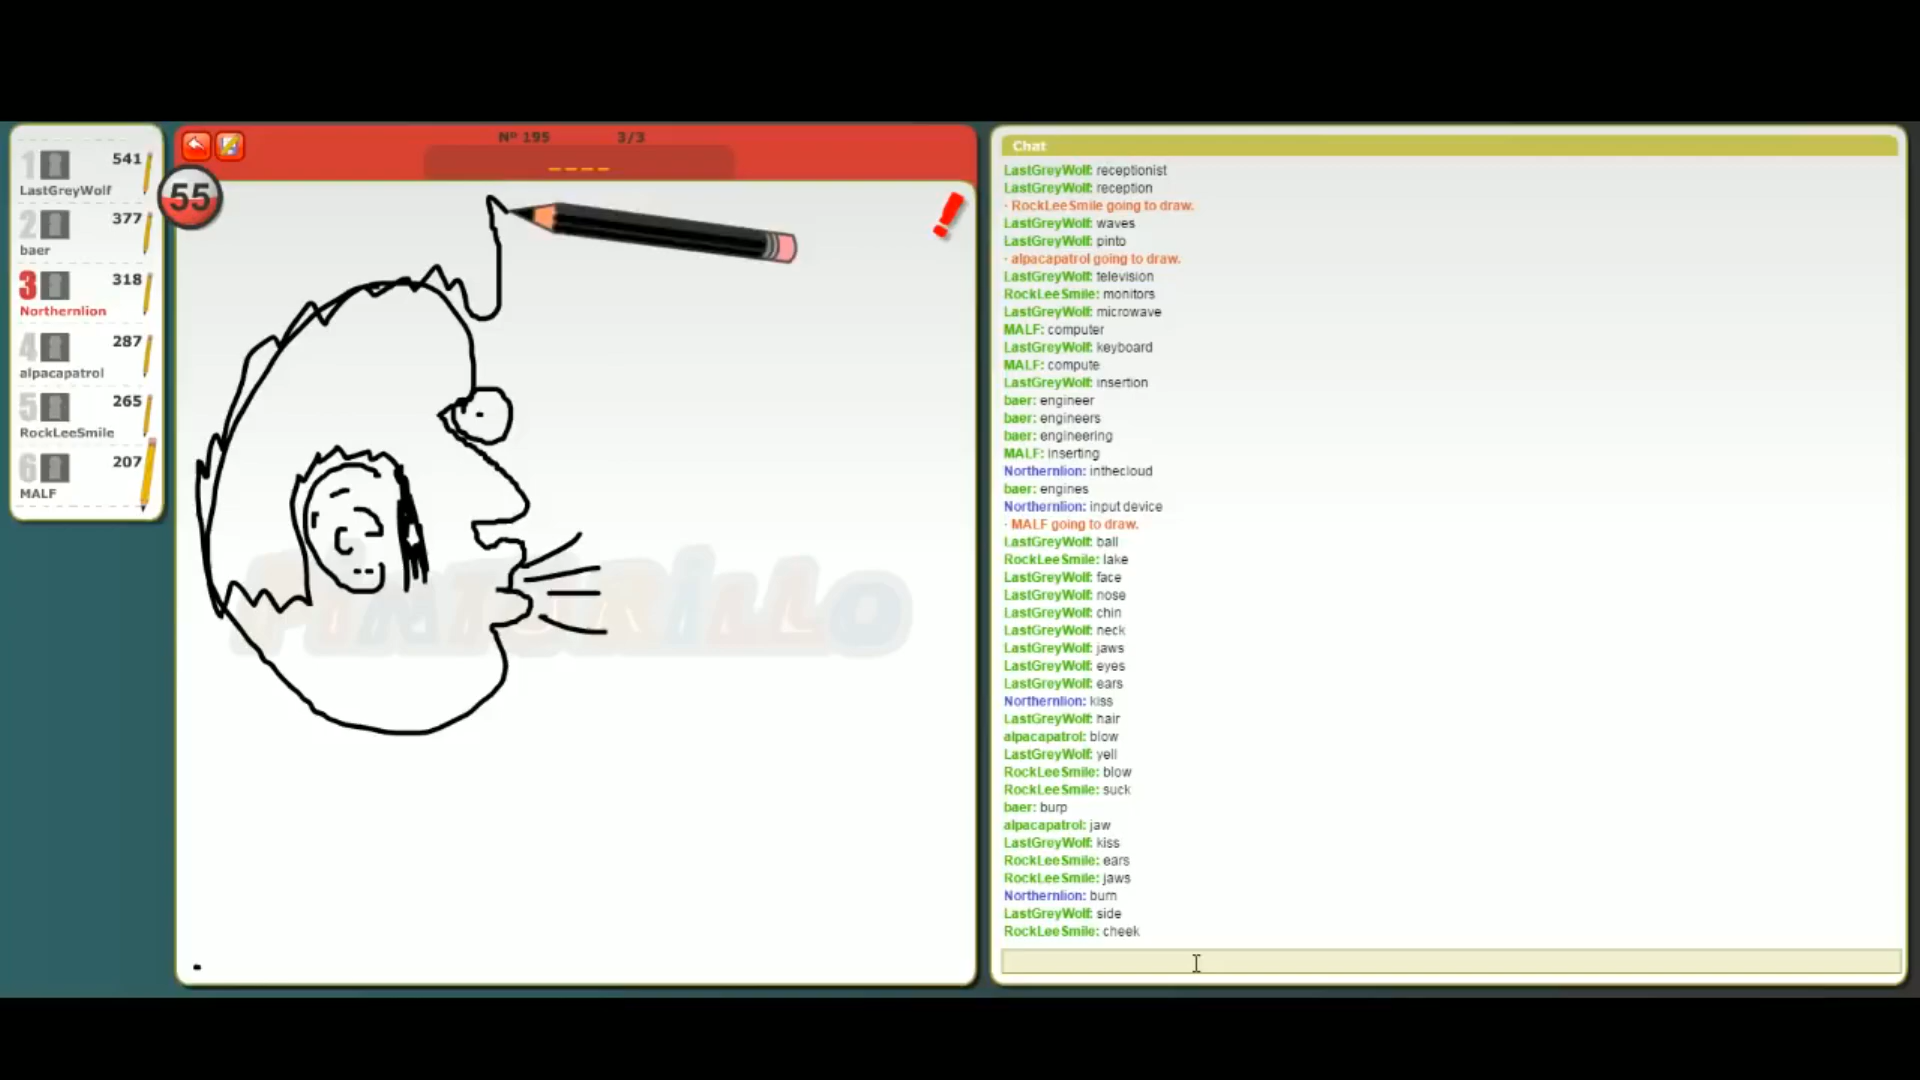 1 541
LastGreyWolf
2 377
baer
3 318
Northernlion
4 287
alpacapatrol
5 265
RockLeeSmile
6 207
MALF
Nº 195 3/3
_ _ _ _
55
!
PINTURILLO
Chat
LastGreyWolf: receptionist
LastGreyWolf: reception
· RockLeeSmile going to draw.
LastGreyWolf: waves
LastGreyWolf: pinto
· alpacapatrol going to draw.
LastGreyWolf: television
RockLeeSmile: monitors
LastGreyWolf: microwave
MALF: computer
LastGreyWolf: keyboard
MALF: compute
LastGreyWolf: insertion
baer: engineer
baer: engineers
baer: engineering
MALF: inserting
Northernlion: inthecloud
baer: engines
Northernlion: input device
· MALF going to draw.
LastGreyWolf: ball
RockLeeSmile: lake
LastGreyWolf: face
LastGreyWolf: nose
LastGreyWolf: chin
LastGreyWolf: neck
LastGreyWolf: jaws
LastGreyWolf: eyes
LastGreyWolf: ears
Northernlion: kiss
LastGreyWolf: hair
alpacapatrol: blow
LastGreyWolf: yell
RockLeeSmile: blow
RockLeeSmile: suck
baer: burp
alpacapatrol: jaw
LastGreyWolf: kiss
RockLeeSmile: ears
RockLeeSmile: jaws
Northernlion: burn
LastGreyWolf: side
RockLeeSmile: cheek